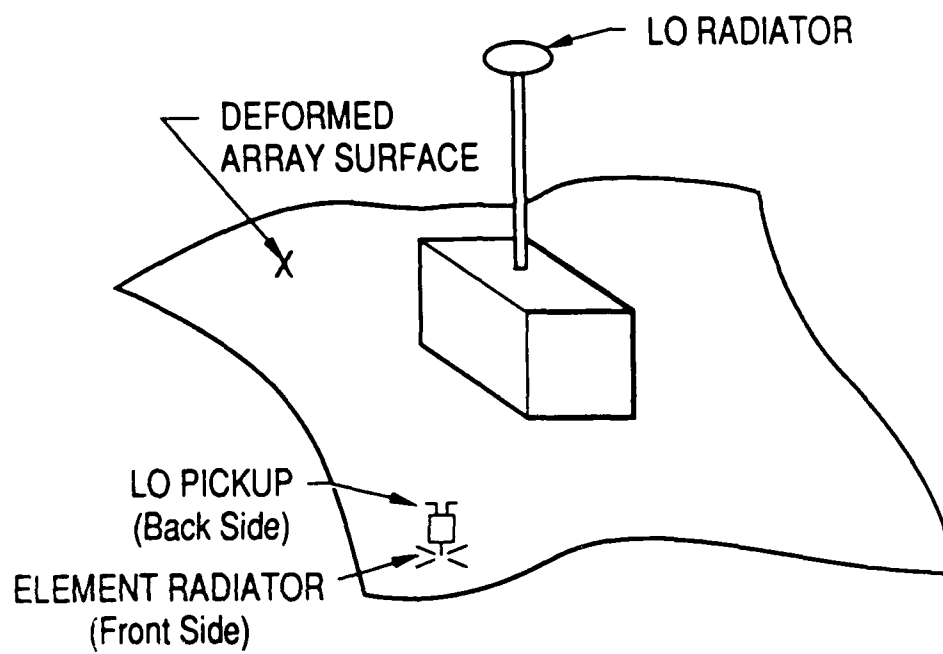 LO RADIATOR
DEFORMED
ARRAY SURFACE
X
LO PICKUP
(Back Side)
ELEMENT RADIATOR
(Front Side)